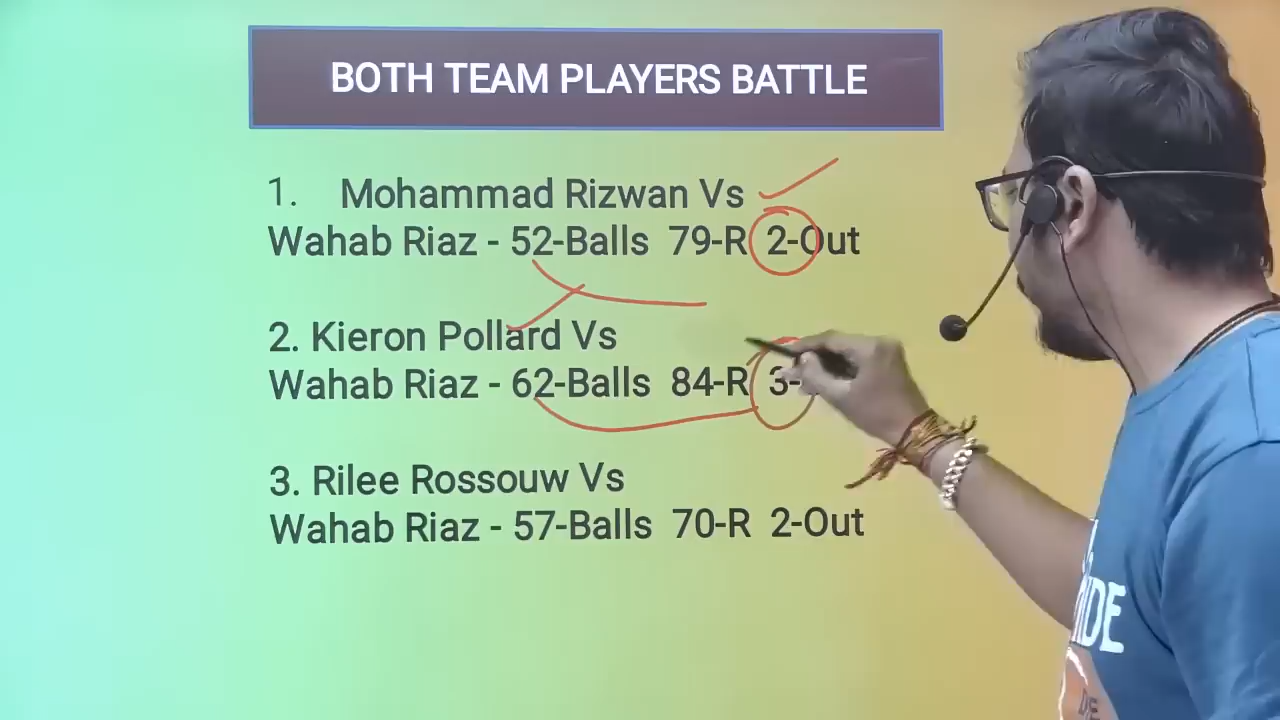 BOTH TEAM PLAYERS BATTLE
1. Mohammad Rizwan Vs
Wahab Riaz - 52-Balls 79-R 2-Out
2. Kieron Pollard Vs
Wahab Riaz - 62-Balls 84-R 3-
3. Rilee Rossouw Vs
Wahab Riaz - 57-Balls 70-R 2-Out